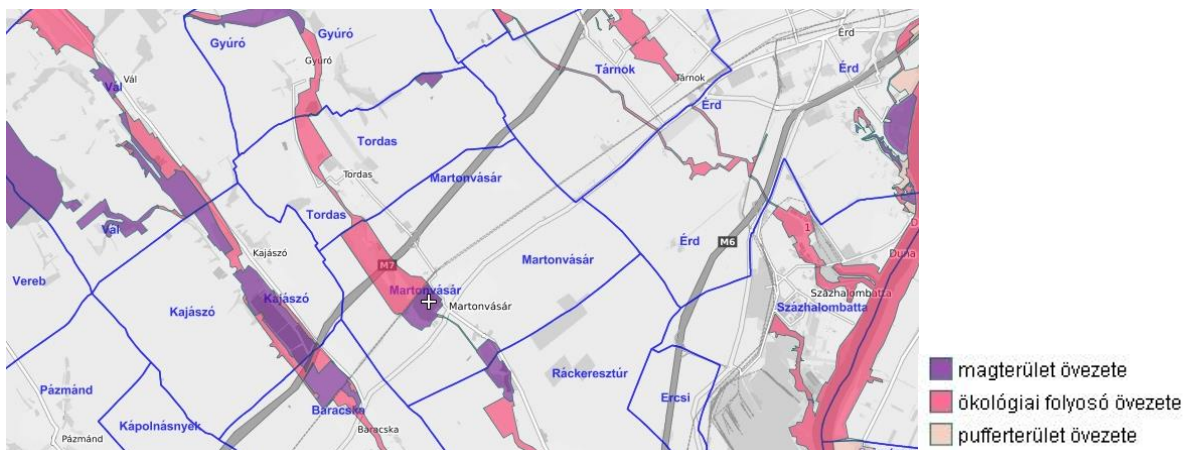 Gyúró
Gyúró
Gyúró
Érd
Érd
Tárnok
Tárnok
Vál
Vál
Érd
Tordas
Martonvásár
Tordas
Tordas
Vál
Érd
M6
1
D
Duna
Kajászó
Martonvásár
M7
Vereb
Kajászó
Kajászó
Martonvásár
Martonvásár
Százhalombatta
Százhalombatta
Ráckeresztúr
Pázmánd
Ercsi
Baracska
Kápolnásnyék
Baracska
Pázmánd
magterület övezete
ökológiai folyosó övezete
pufferterület övezete